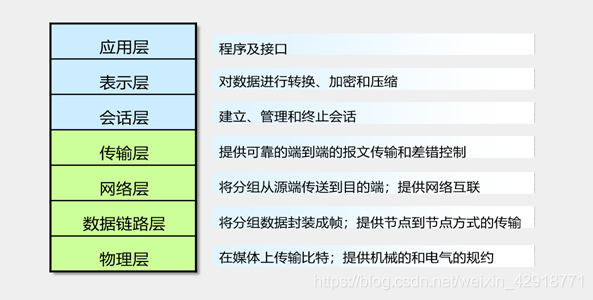 应用层 程序及接口
表示层 对数据进行转换、加密和压缩
会话层 建立、管理和终止会话
传输层 提供可靠的端到端的报文传输和差错控制
网络层 将分组从源端传送到目的端；提供网络互联
数据链路层 将分组数据封装成帧；提供节点到节点方式的传输
物理层 在媒体上传输比特；提供机械的和电气的规约
https://blog.csdn.net/weixin_42918771